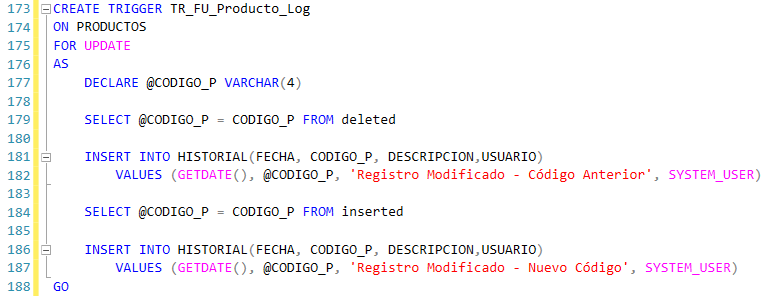 173 CREATE TRIGGER TR_FU_Producto_Log
174 ON PRODUCTOS
175 FOR UPDATE
176 AS
177 DECLARE @CODIGO_P VARCHAR(4)
178
179 SELECT @CODIGO_P = CODIGO_P FROM deleted
180
181 INSERT INTO HISTORIAL(FECHA, CODIGO_P, DESCRIPCION,USUARIO)
182 VALUES (GETDATE(), @CODIGO_P, 'Registro Modificado - Código Anterior', SYSTEM_USER)
183
184 SELECT @CODIGO_P = CODIGO_P FROM inserted
185
186 INSERT INTO HISTORIAL(FECHA, CODIGO_P, DESCRIPCION,USUARIO)
187 VALUES (GETDATE(), @CODIGO_P, 'Registro Modificado - Nuevo Código', SYSTEM_USER)
188 GO